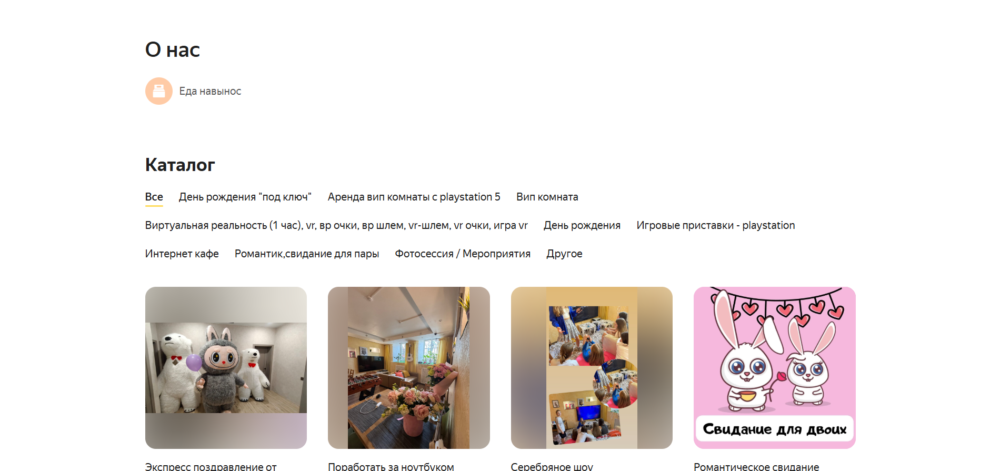 О нас
Еда навынос
Каталог
Все День рождения "под ключ" Аренда вип комнаты с playstation 5 Вип комната
Виртуальная реальность (1 час), vr, вр очки, вр шлем, vr-шлем, vr очки, игра vr День рождения Игровые приставки - playstation
Интернет кафе Романтик,свидание для пары Фотосессия / Мероприятия Другое
Свидание для двоих
Экспресс поздравление от Поработать за ноутбуком Серебряное шоу Романтическое свидание